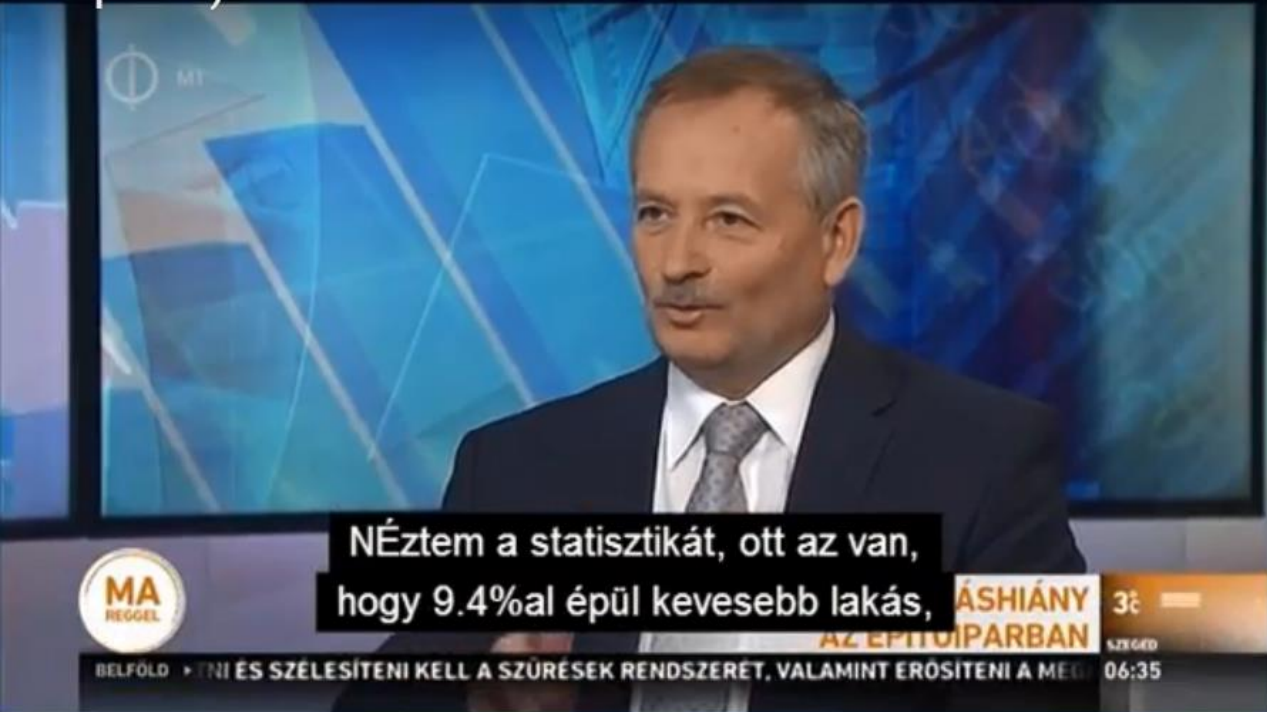 M1
NÉztem a statisztikát, ott az van,
hogy 9.4%al épül kevesebb lakás,
MA
REGGEL
ÁSHIÁNY
AZ ÉPÍTŐIPARBAN
3°c
SZEGED
BELFÖLD ÉS SZÉLESÍTENI KELL A SZŰRÉSEK RENDSZERÉT, VALAMINT ERŐSÍTENI A
06:35